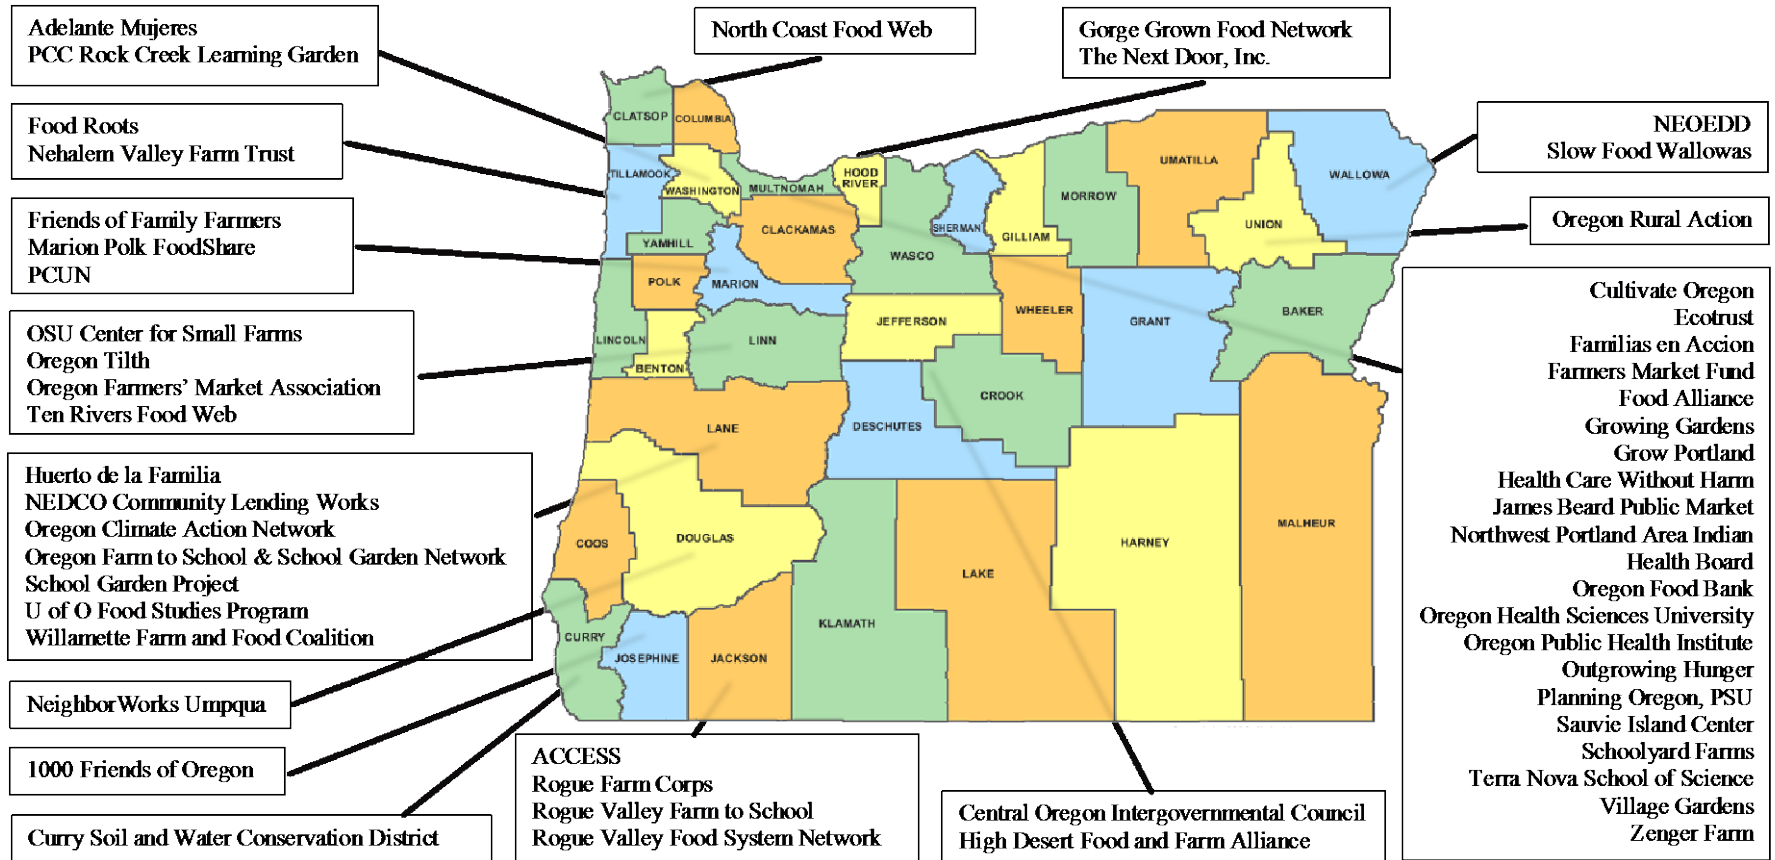 Adelante Mujeres
PCC Rock Creek Learning Garden
North Coast Food Web
Gorge Grown Food Network
The Next Door, Inc.
Food Roots
Nehalem Valley Farm Trust
NEOEDD
Slow Food Wallowas
Friends of Family Farmers
Marion Polk FoodShare
PCUN
Oregon Rural Action
OSU Center for Small Farms
Oregon Tilth
Oregon Farmers' Market Association
Ten Rivers Food Web
Huerto de la Familia
NEDCO Community Lending Works
Oregon Climate Action Network
Oregon Farm to School & School Garden Network
School Garden Project
U of O Food Studies Program
Willamette Farm and Food Coalition
NeighborWorks Umpqua
1000 Friends of Oregon
Curry Soil and Water Conservation District
ACCESS
Rogue Farm Corps
Rogue Valley Farm to School
Rogue Valley Food System Network
Central Oregon Intergovernmental Council
High Desert Food and Farm Alliance
Cultivate Oregon
Ecotrust
Familias en Accion
Farmers Market Fund
Food Alliance
Growing Gardens
Grow Portland
Health Care Without Harm
James Beard Public Market
Northwest Portland Area Indian
Health Board
Oregon Food Bank
Oregon Health Sciences University
Oregon Public Health Institute
Outgrowing Hunger
Planning Oregon, PSU
Sauvie Island Center
Schoolyard Farms
Terra Nova School of Science
Village Gardens
Zenger Farm
CLATSOP
COLUMBIA
TILLAMOOK
WASHINGTON
MULTNOMAH
HOOD
RIVER
YAMHILL
CLACKAMAS
WASCO
SHERMAN
GILLIAM
MORROW
UMATILLA
UNION
WALLOWA
POLK
MARION
LINCOLN
BENTON
LINN
JEFFERSON
WHEELER
GRANT
BAKER
LANE
DESCHUTES
CROOK
COOS
DOUGLAS
HARNEY
MALHEUR
LAKE
KLAMATH
CURRY
JOSEPHINE
JACKSON